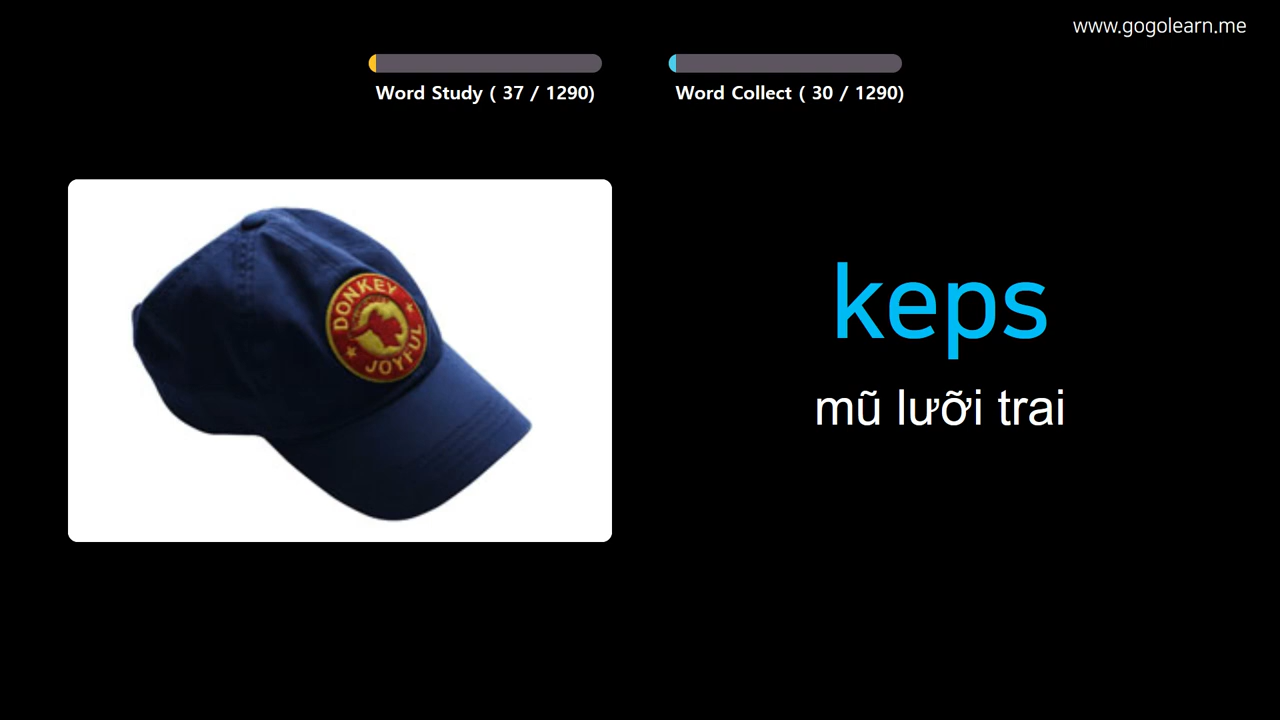 www.gogolearn.me
Word Study ( 37 / 1290)
Word Collect ( 30 / 1290)
DONKEY
JOYFUL
keps
mũ lưỡi trai